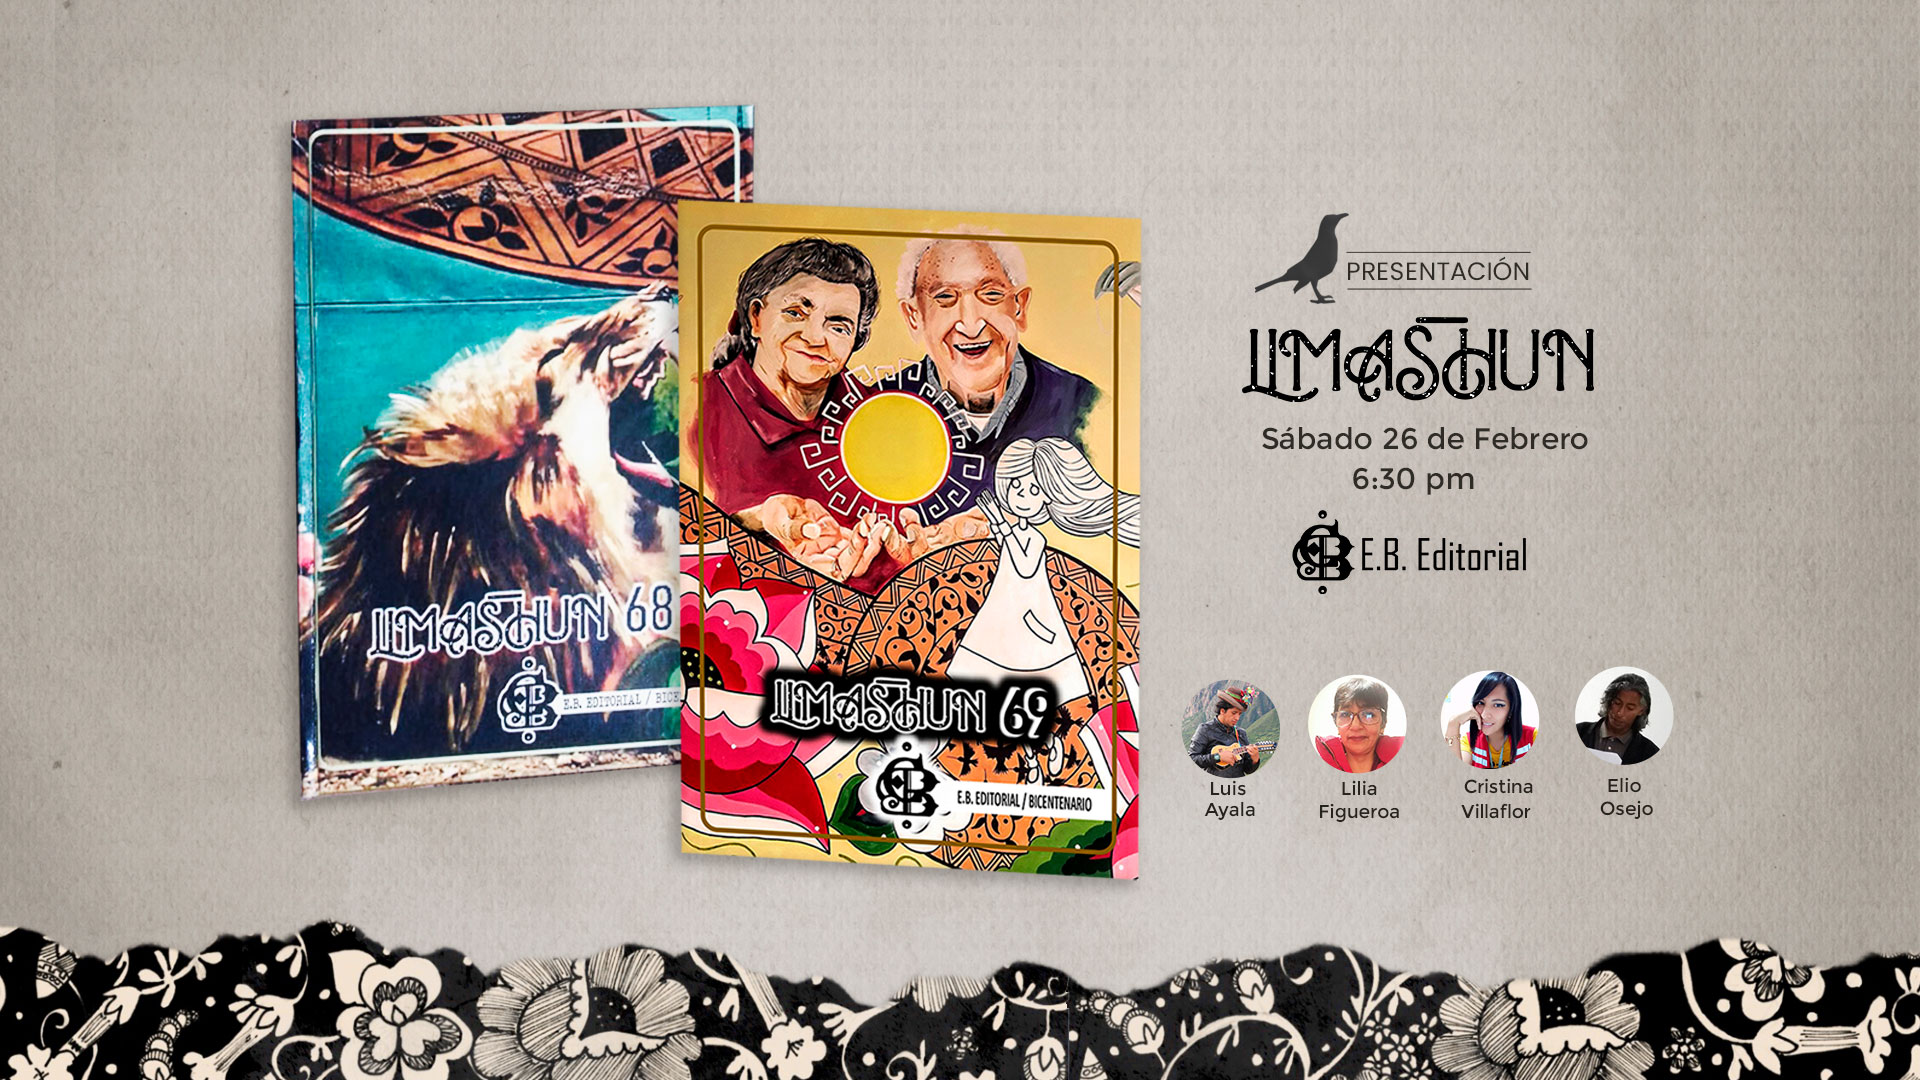 LIMASHUN 68
E.B. EDITORIAL / BICE
LIMASHUN 69
E.B. EDITORIAL / BICENTENARIO
PRESENTACIÓN
LIMASHUN
Sábado 26 de Febrero
6:30 pm
E.B. Editorial
Luis
Ayala
Lilia
Figueroa
Cristina
Villaflor
Elio
Osejo